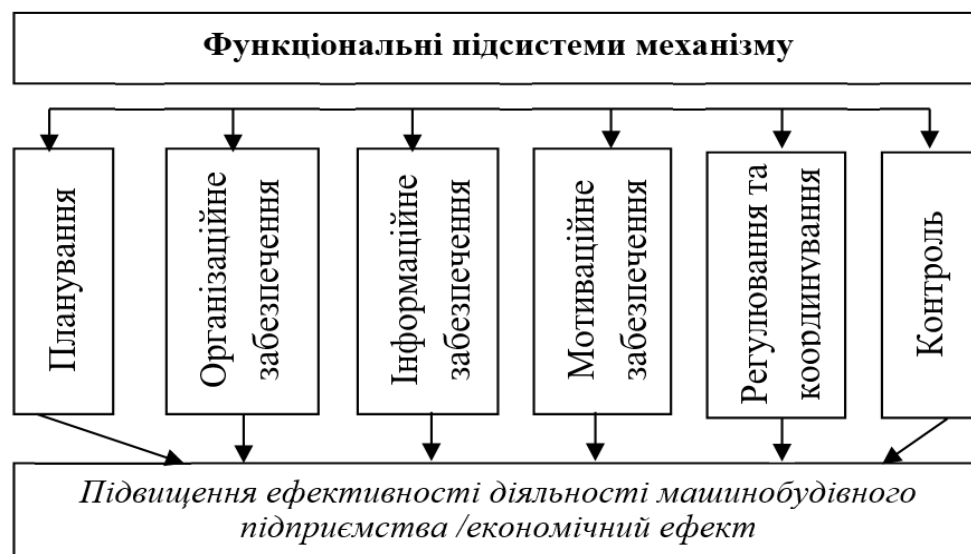 Функціональні підсистеми механізму
Планування
Організаційне
забезпечення
Інформаційне
забезпечення
Мотиваційне
забезпечення
Регулювання та
координування
Контроль
Підвищення ефективності діяльності машинобудівного
підприємства /економічний ефект